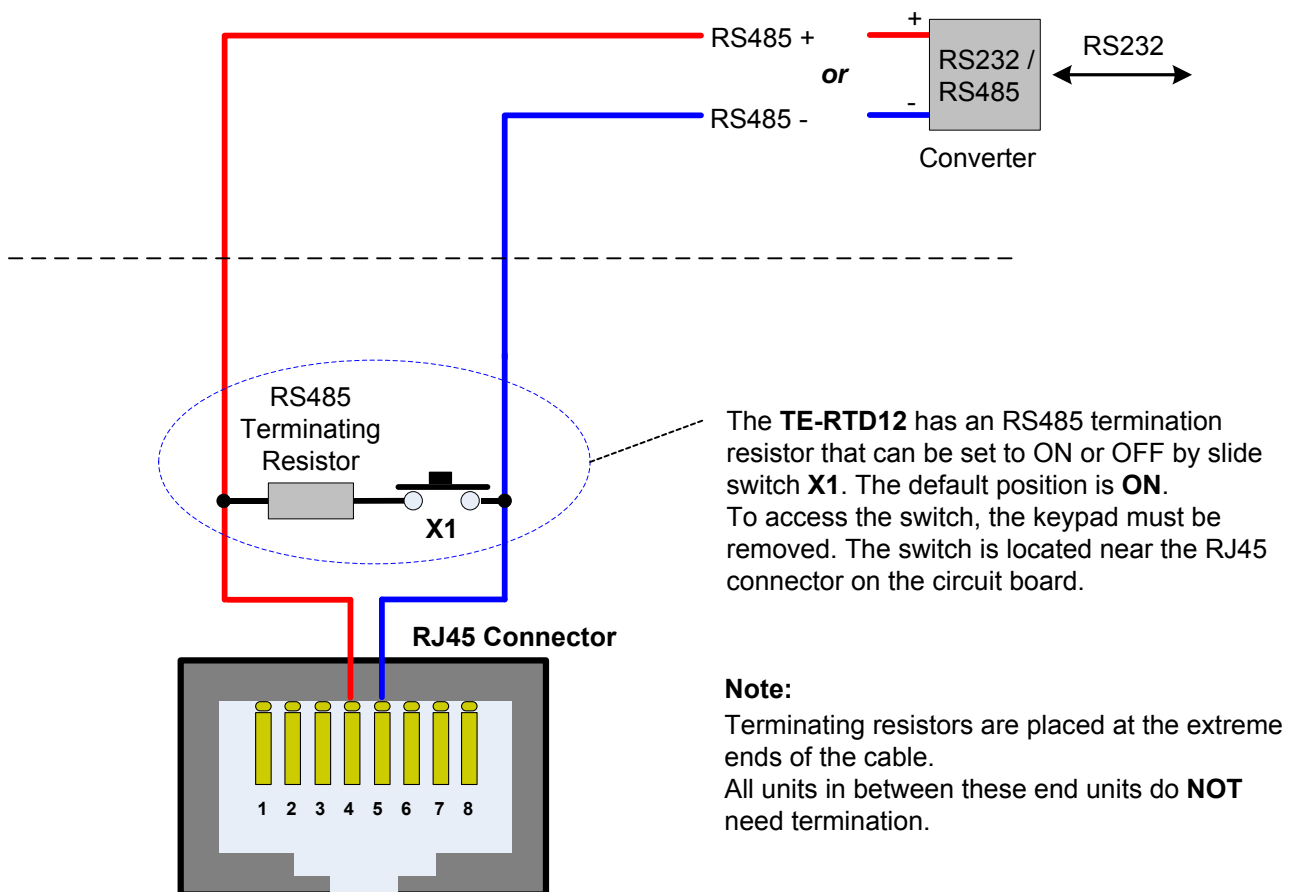 RS485 +
or
RS485 -
+
-
RS232 /
RS485
Converter
RS232
RS485
Terminating
Resistor
X1
The TE-RTD12 has an RS485 termination
resistor that can be set to ON or OFF by slide
switch X1. The default position is ON.
To access the switch, the keypad must be
removed. The switch is located near the RJ45
connector on the circuit board.
RJ45 Connector
1 2 3 4 5 6 7 8
Note:
Terminating resistors are placed at the extreme
ends of the cable.
All units in between these end units do NOT
need termination.